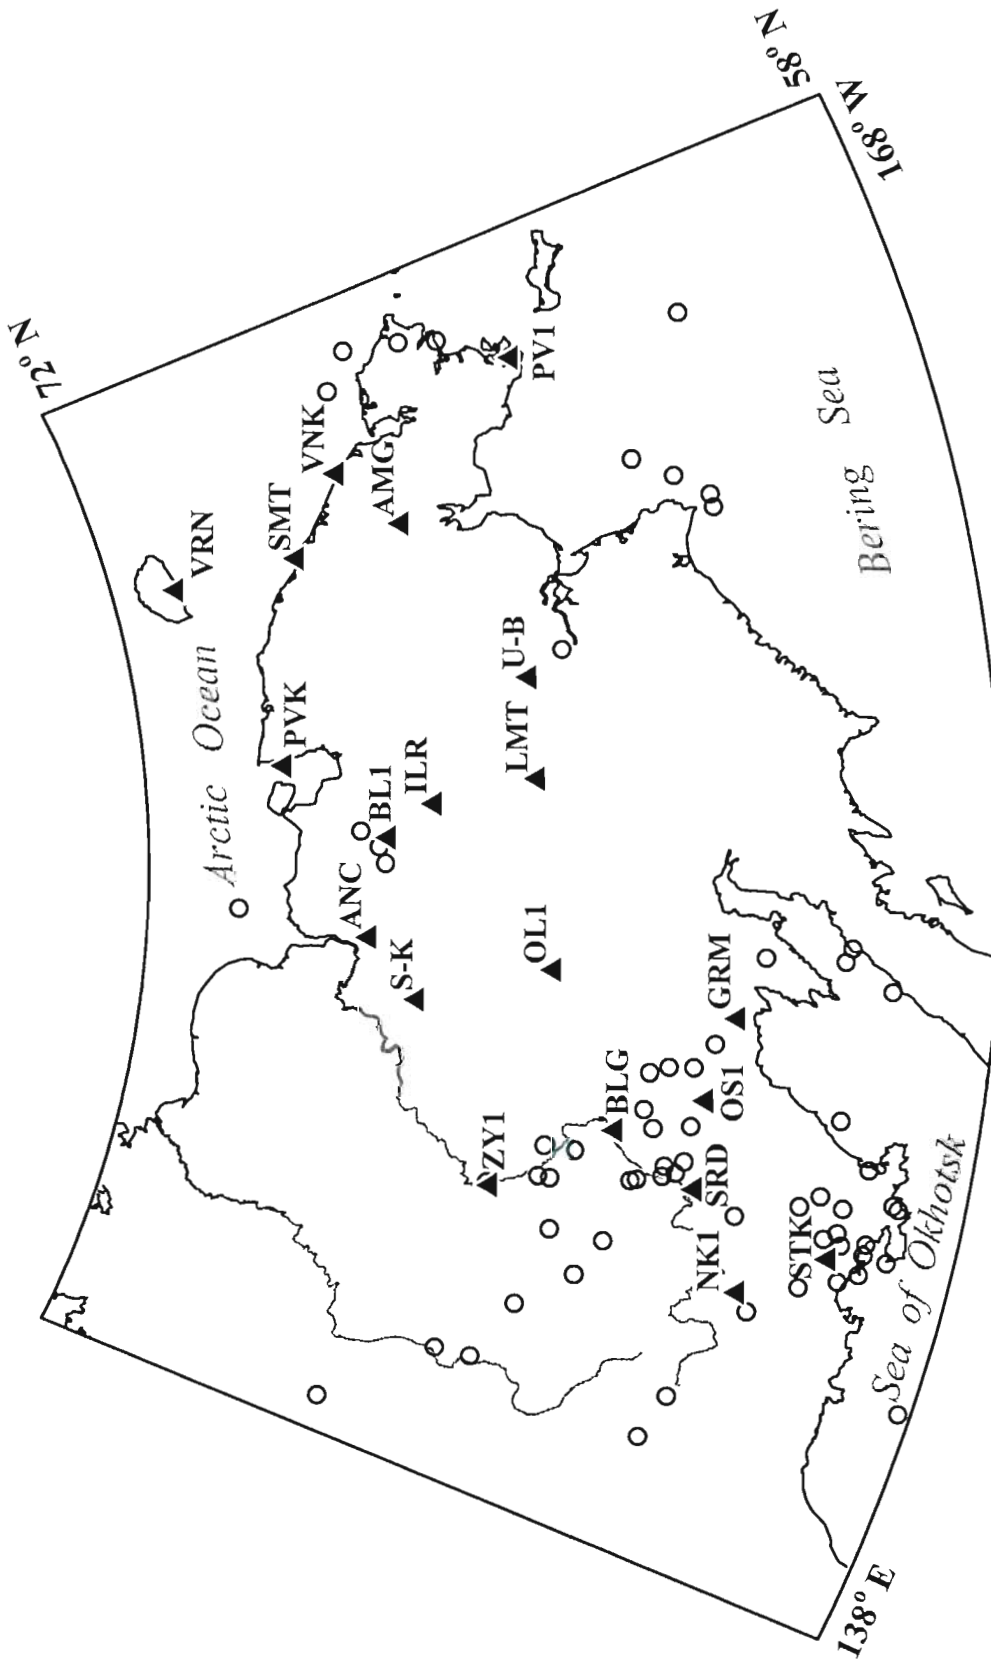 72° N
58° N
168° W
138° E
Arctic Ocean
Bering Sea
Sea of Okhotsk
VRN
SMT
VNK
AMG
PV1
PVK
BL1
ILR
U-B
LMT
ANC
S-K
OL1
GRM
BLG
OS1
ZY1
SRD
NK1
STK